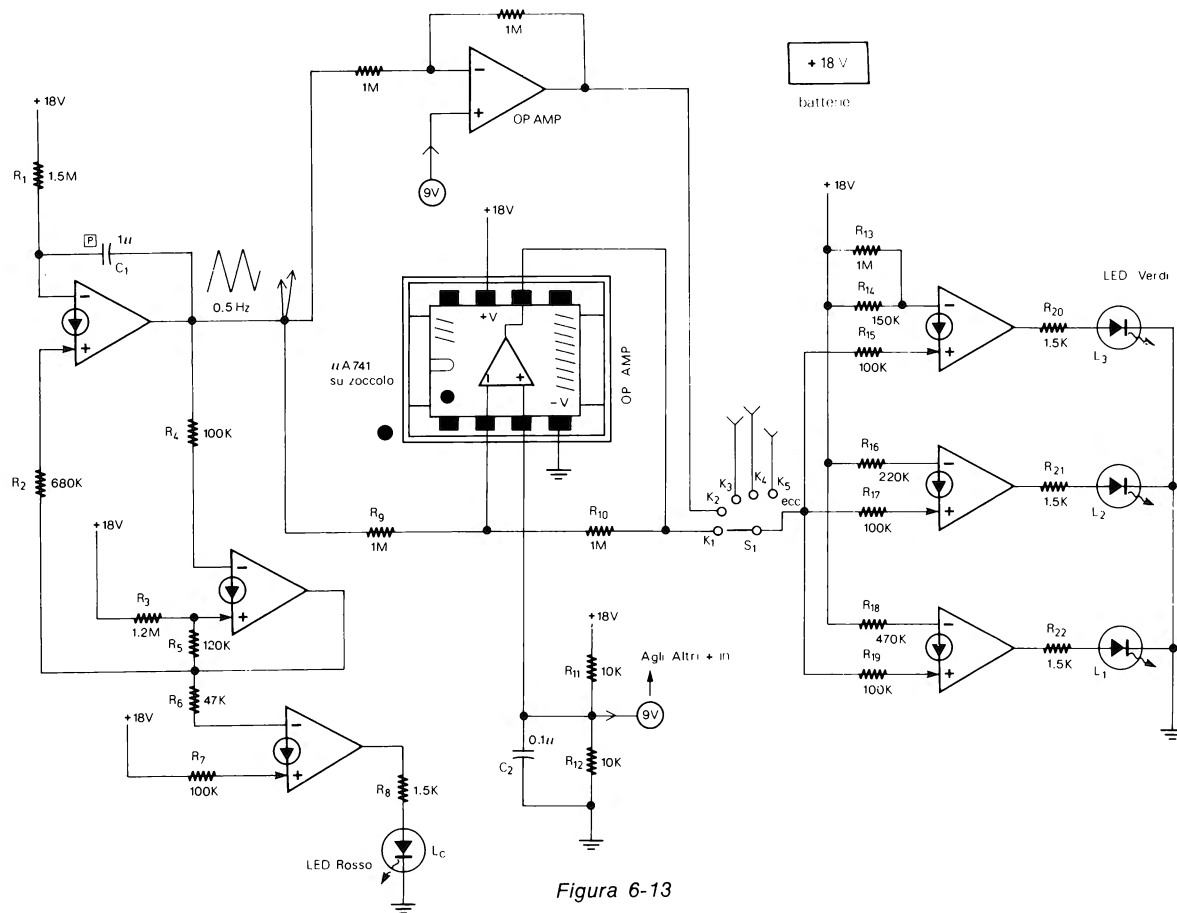 1M
1M
OP AMP
9V
+ 18 V
batterie
+ 18V
R1
1.5M
P
1u
C1
0.5 Hz
+18V
+V
-V
uA741
su zoccolo
OP AMP
R4
100K
R2
680K
+18V
R3
1.2M
R5
120K
R6
47K
+18V
R7
100K
R8
1.5K
LED Rosso
LC
R9
1M
R10
1M
K1
K2
K3
K4
K5
ecc
S1
+18V
R11
10K
Agli Altri + in
9V
0.1u
C2
R12
10K
+ 18V
R13
1M
R14
150K
R15
100K
R16
220K
R17
100K
R18
470K
R19
100K
LED Verdi
R20
1.5K
L3
R21
1.5K
L2
R22
1.5K
L1
Figura 6-13